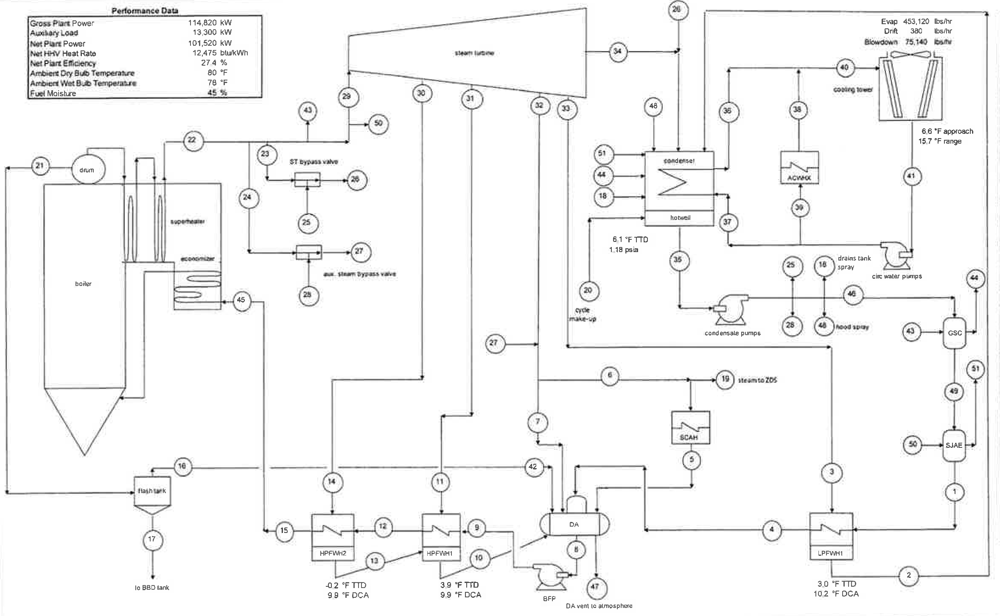 Performance Data
Gross Plant Power 114,820 kW
Auxiliary Load 13,300 kW
Net Plant Power 101,520 kW
Net HHV Heat Rate 12,475 btu/kWh
Net Plant Efficiency 27.4 %
Ambient Dry Bulb Temperature 80 °F
Ambient Wet Bulb Temperature 78 °F
Fuel Moisture 45 %
steam turbine
26
34
Evap 453,120 lbs/hr
Drift 380 lbs/hr
Blowdown 75,140 lbs/hr
40
cooling tower
6.6 °F approach
15.7 °F range
29
30
31
32
33
43
50
22
23
21
drum
ST bypass valve
26
24
25
superheater
economizer
27
aux. steam bypass valve
28
boiler
45
48
36
38
51
44
18
condenser
hotwell
6.1 °F TTD
1.18 psia
37
ACWHX
39
41
circ water pumps
35
20
cycle
make-up
condensate pumps
25
28
18
drains tank
spray
48
hood spray
46
44
43
GSC
49
51
50
SJAE
1
27
6
19
steam to ZDS
SCAH
5
7
3
16
42
flash tank
17
to BBD tank
14
11
15
12
9
HPFWH2
HPFWH1
13
10
-0.2 °F TTD
9.9 °F DCA
3.9 °F TTD
9.9 °F DCA
DA
8
BFP
47
DA vent to atmosphere
4
LPFWH1
2
3.0 °F TTD
10.2 °F DCA